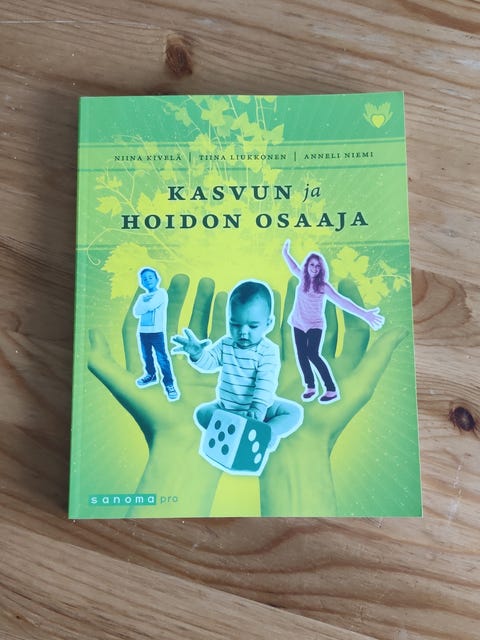 NIINA KIVELÄ | TIINA LIUKKONEN | ANNELI NIEMI
KASVUN ja
HOIDON OSAAJA
sanoma pro